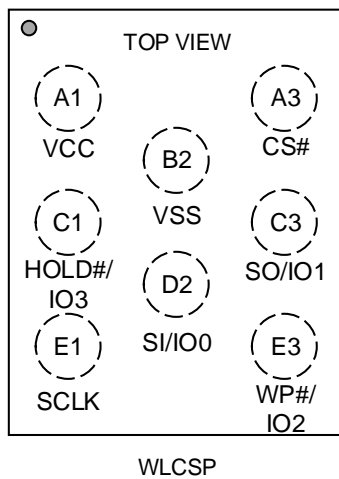 TOP VIEW
A1
A3
VCC
CS#
B2
VSS
C1
C3
HOLD#/
IO3
SO/IO1
D2
SI/IO0
E1
E3
SCLK
WP#/
IO2
WLCSP